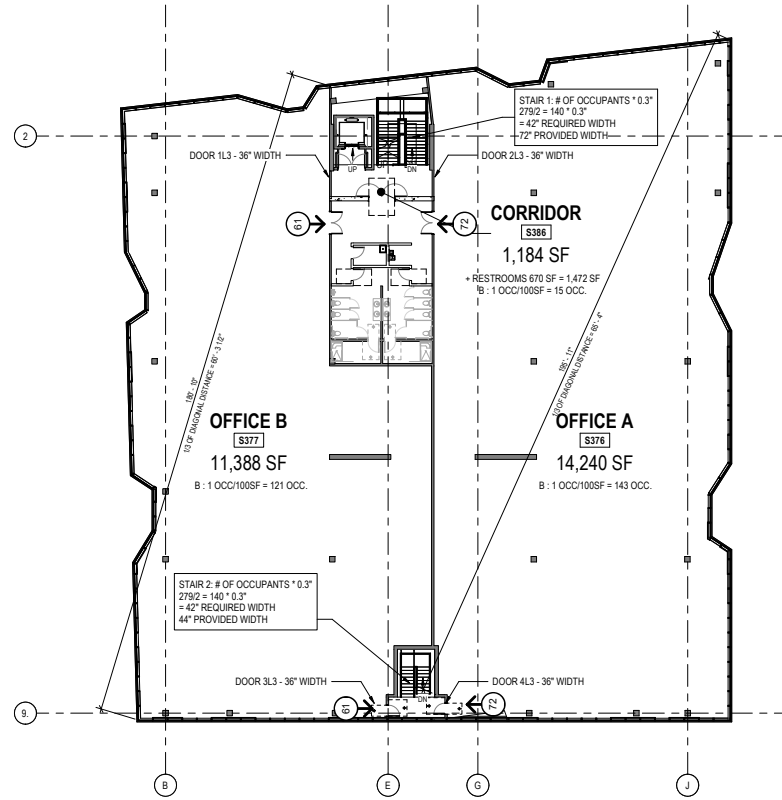 STAIR 1: # OF OCCUPANTS * 0.3"
279/2 = 140 * 0.3"
= 42" REQUIRED WIDTH
72" PROVIDED WIDTH
2
DOOR 1L3 - 36" WIDTH
DOOR 2L3 - 36" WIDTH
UP
UP
DN
61
72
CORRIDOR
S386
1,184 SF
+ RESTROOMS 670 SF = 1,472 SF
B : 1 OCC/100SF = 15 OCC.
180' - 10"
1/3 OF DIAGONAL DISTANCE = 60' - 3 1/2"
195' - 11"
1/3 OF DIAGONAL DISTANCE = 65' - 4"
OFFICE B
S377
11,388 SF
B : 1 OCC/100SF = 121 OCC.
OFFICE A
S376
14,240 SF
B : 1 OCC/100SF = 143 OCC.
STAIR 2: # OF OCCUPANTS * 0.3"
279/2 = 140 * 0.3"
= 42" REQUIRED WIDTH
44" PROVIDED WIDTH
DOOR 3L3 - 36" WIDTH
DOOR 4L3 - 36" WIDTH
DN
61
72
9.
B
E
G
J